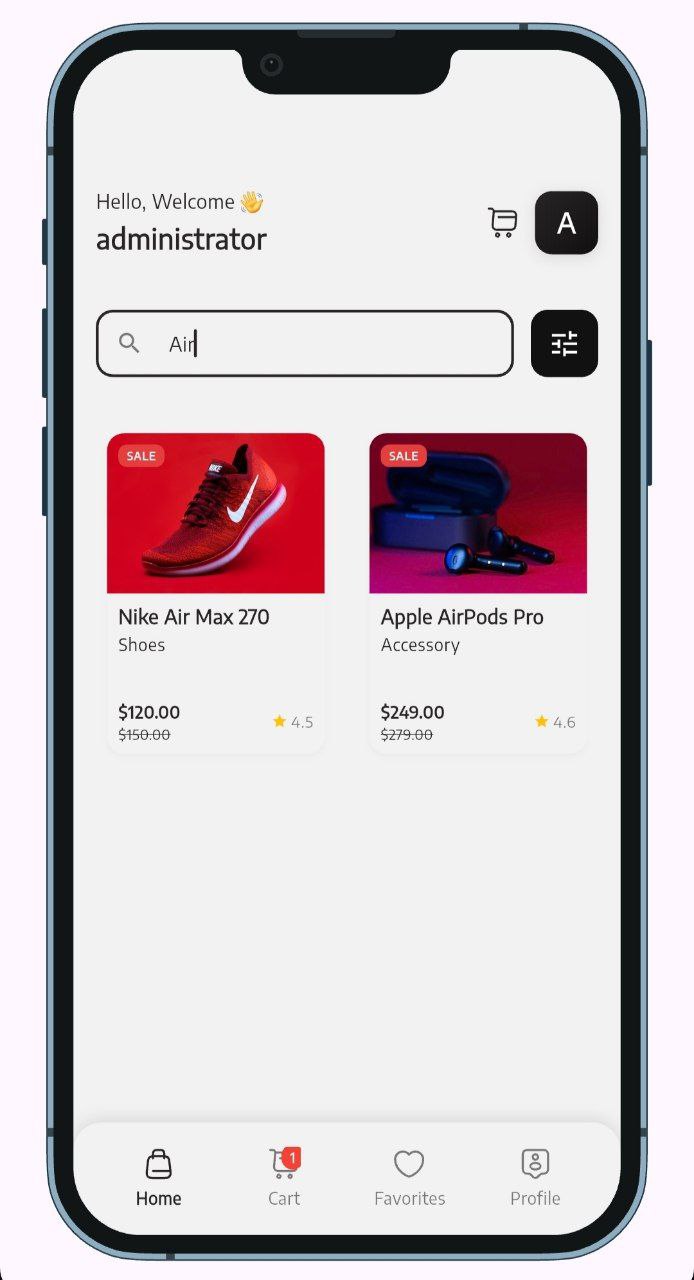 Hello, Welcome 👋
administrator
A
Air
SALE
NIKE
Nike Air Max 270
Shoes
$120.00
4.5
$150.00
SALE
Apple AirPods Pro
Accessory
$249.00
4.6
$279.00
Home
1
Cart
Favorites
Profile